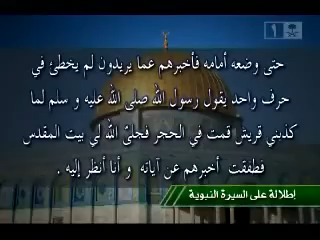 1
حتى وضعه أمامه فأخبرهم عما يريدون لم يخطئ في
حرف واحد يقول رسول الله صلى الله عليه و سلم لما
كذبني قريش قمت في الحجر فجلىّ الله لي بيت المقدس
فطفقت أخبرهم عن آياته و أنا أنظر إليه .
إطلالة على السيرة النبوية